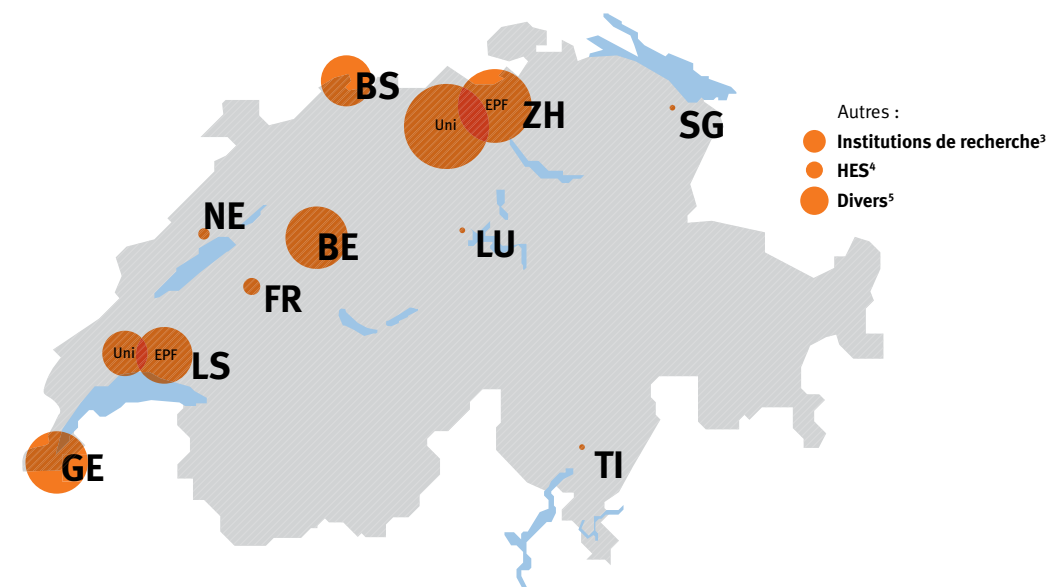 BS
Uni
EPF
ZH
SG
NE
BE
LU
FR
Uni
EPF
LS
GE
TI
Autres :
Institutions de recherche³
HES⁴
Divers⁵